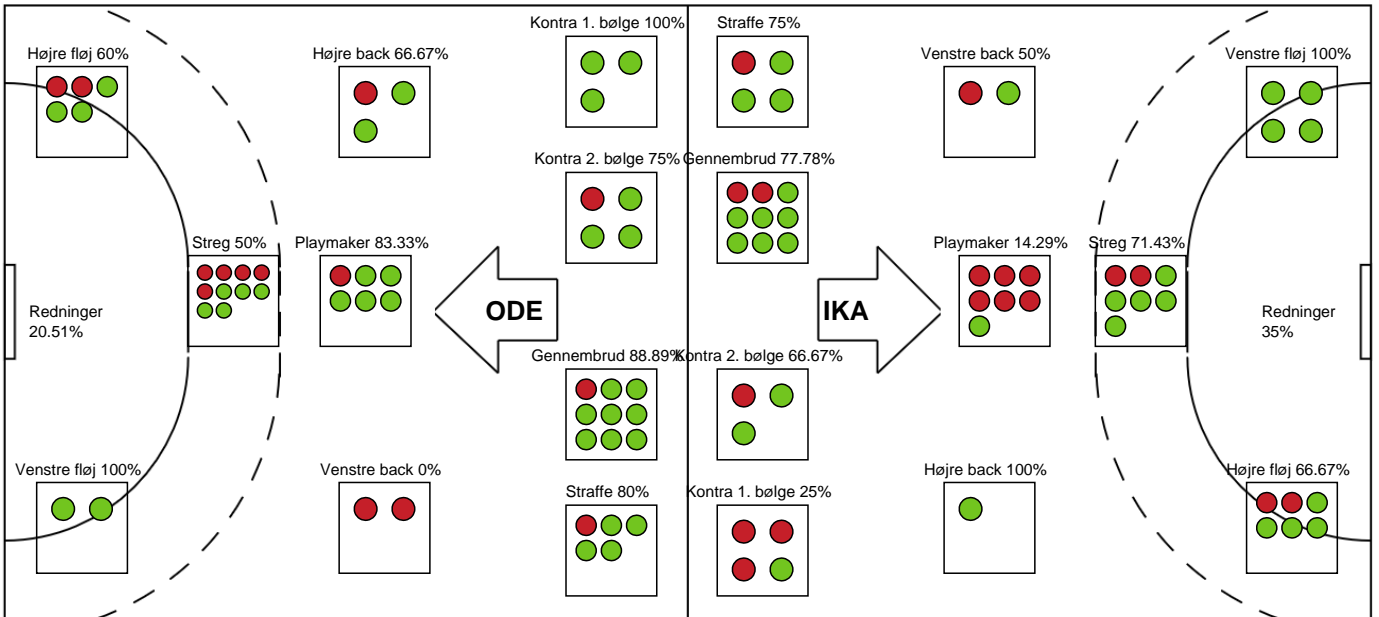 Kontra 1. bølge 100%
Straffe 75%
Højre fløj 60%
Højre back 66.67%
Venstre back 50%
Venstre fløj 100%
Kontra 2. bølge 75%
Gennembrud 77.78%
Streg 50%
Playmaker 83.33%
Playmaker 14.29%
Streg 71.43%
Redninger
20.51%
ODE
IKA
Redninger
35%
Gennembrud 88.89%
Kontra 2. bølge 66.67%
Venstre fløj 100%
Venstre back 0%
Højre back 100%
Højre fløj 66.67%
Straffe 80%
Kontra 1. bølge 25%